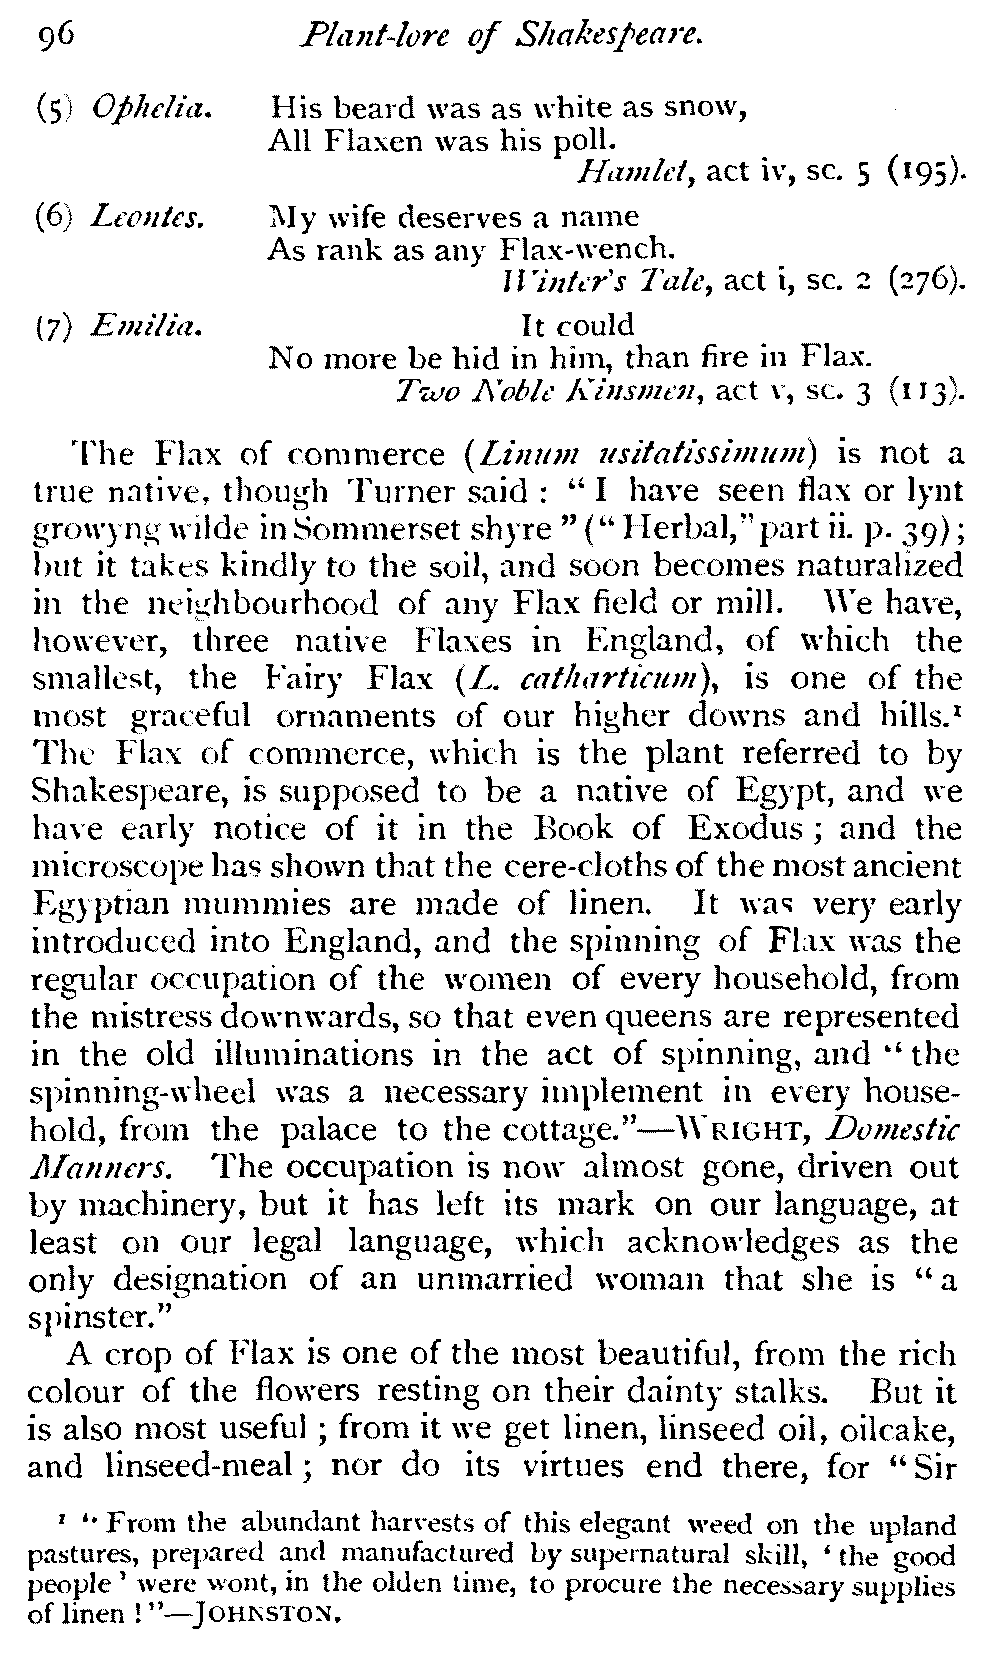 96 Plant-lore of Shakespeare.
(5) Ophelia. His beard was as white as snow,
All Flaxen was his poll.
Hamlet, act iv, sc. 5 (195).
(6) Leontes. My wife deserves a name
As rank as any Flax-wench.
Winter's Tale, act i, sc. 2 (276).
(7) Emilia. It could
No more be hid in him, than fire in Flax.
Two Noble Kinsmen, act v, sc. 3 (113).
The Flax of commerce (Linum usitatissimum) is not a
true native, though Turner said : “ I have seen flax or lynt
growyng wilde in Sommerset shyre ” (“ Herbal,” part ii. p. 39) ;
but it takes kindly to the soil, and soon becomes naturalized
in the neighbourhood of any Flax field or mill. We have,
however, three native Flaxes in England, of which the
smallest, the Fairy Flax (L. catharticum), is one of the
most graceful ornaments of our higher downs and hills.¹
The Flax of commerce, which is the plant referred to by
Shakespeare, is supposed to be a native of Egypt, and we
have early notice of it in the Book of Exodus ; and the
microscope has shown that the cere-cloths of the most ancient
Egyptian mummies are made of linen. It was very early
introduced into England, and the spinning of Flax was the
regular occupation of the women of every household, from
the mistress downwards, so that even queens are represented
in the old illuminations in the act of spinning, and “ the
spinning-wheel was a necessary implement in every house-
hold, from the palace to the cottage.”—WRIGHT, Domestic
Manners. The occupation is now almost gone, driven out
by machinery, but it has left its mark on our language, at
least on our legal language, which acknowledges as the
only designation of an unmarried woman that she is “ a
spinster.”
A crop of Flax is one of the most beautiful, from the rich
colour of the flowers resting on their dainty stalks. But it
is also most useful ; from it we get linen, linseed oil, oilcake,
and linseed-meal ; nor do its virtues end there, for “ Sir
¹ “ From the abundant harvests of this elegant weed on the upland
pastures, prepared and manufactured by supernatural skill, ‘ the good
people ’ were wont, in the olden time, to procure the necessary supplies
of linen ! ”—JOHNSTON.